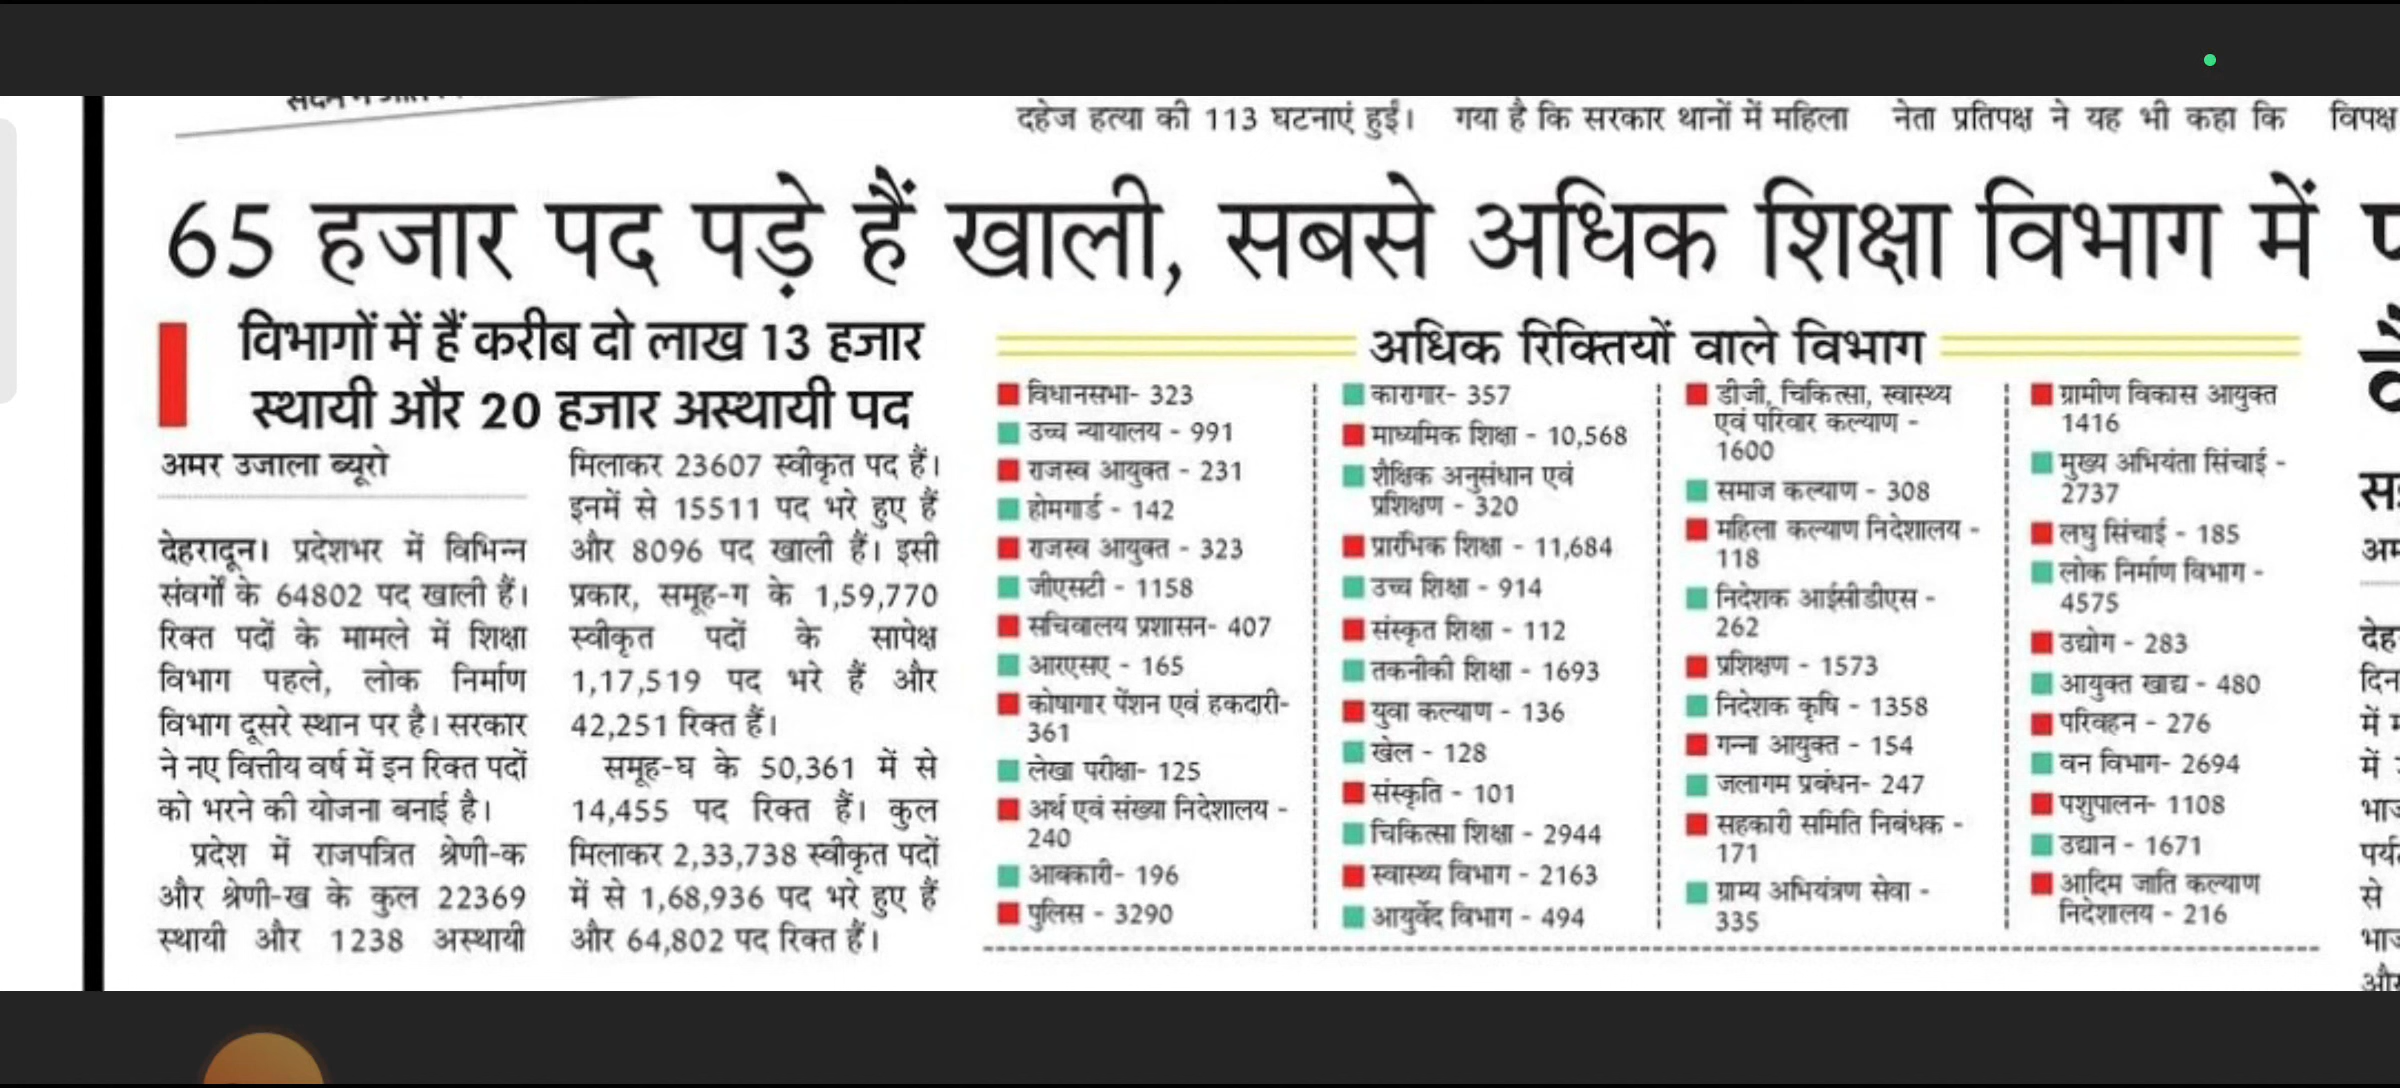 दहेज हत्या की 113 घटनाएं हुईं।
गया है कि सरकार थानों में महिला
नेता प्रतिपक्ष ने यह भी कहा कि
विपक्ष
65 हजार पद पड़े हैं खाली, सबसे अधिक शिक्षा विभाग में
विभागों में हैं करीब दो लाख 13 हजार
स्थायी और 20 हजार अस्थायी पद
अमर उजाला ब्यूरो
देहरादून। प्रदेशभर में विभिन्न
संवर्गों के 64802 पद खाली हैं।
रिक्त पदों के मामले में शिक्षा
विभाग पहले, लोक निर्माण
विभाग दूसरे स्थान पर है। सरकार
ने नए वित्तीय वर्ष में इन रिक्त पदों
को भरने की योजना बनाई है।
प्रदेश में राजपत्रित श्रेणी-क
और श्रेणी-ख के कुल 22369
स्थायी और 1238 अस्थायी
मिलाकर 23607 स्वीकृत पद हैं।
इनमें से 15511 पद भरे हुए हैं
और 8096 पद खाली हैं। इसी
प्रकार, समूह-ग के 1,59,770
स्वीकृत पदों के सापेक्ष
1,17,519 पद भरे हैं और
42,251 रिक्त हैं।
समूह-घ के 50,361 में से
14,455 पद रिक्त हैं। कुल
मिलाकर 2,33,738 स्वीकृत पदों
में से 1,68,936 पद भरे हुए हैं
और 64,802 पद रिक्त हैं।
अधिक रिक्तियों वाले विभाग
विधानसभा- 323
उच्च न्यायालय - 991
राजस्व आयुक्त - 231
होमगार्ड - 142
राजस्व आयुक्त - 323
जीएसटी - 1158
सचिवालय प्रशासन- 407
आरएसए - 165
कोषागार पेंशन एवं हकदारी-
361
लेखा परीक्षा- 125
अर्थ एवं संख्या निदेशालय -
240
आबकारी- 196
पुलिस - 3290
कारागार- 357
माध्यमिक शिक्षा - 10,568
शैक्षिक अनुसंधान एवं
प्रशिक्षण - 320
प्रारंभिक शिक्षा - 11,684
उच्च शिक्षा - 914
संस्कृत शिक्षा - 112
तकनीकी शिक्षा - 1693
युवा कल्याण - 136
खेल - 128
संस्कृति - 101
चिकित्सा शिक्षा - 2944
स्वास्थ्य विभाग - 2163
आयुर्वेद विभाग - 494
डीजी, चिकित्सा, स्वास्थ्य
एवं परिवार कल्याण -
1600
समाज कल्याण - 308
महिला कल्याण निदेशालय -
118
निदेशक आईसीडीएस -
262
प्रशिक्षण - 1573
निदेशक कृषि - 1358
गन्ना आयुक्त - 154
जलागम प्रबंधन- 247
सहकारी समिति निबंधक -
171
ग्राम्य अभियंत्रण सेवा -
335
ग्रामीण विकास आयुक्त
1416
मुख्य अभियंता सिंचाई -
2737
लघु सिंचाई - 185
लोक निर्माण विभाग -
4575
उद्योग - 283
आयुक्त खाद्य - 480
परिवहन - 276
वन विभाग- 2694
पशुपालन- 1108
उद्यान - 1671
आदिम जाति कल्याण
निदेशालय - 216